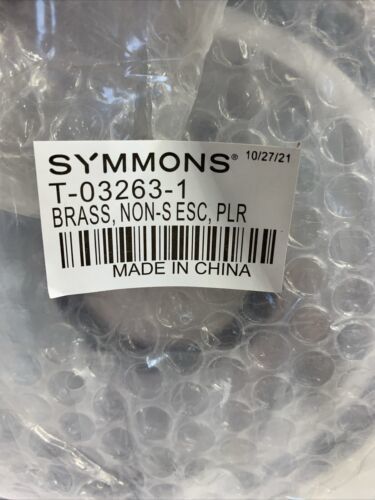 SYMMONS® 10/27/21
T-03263-1
BRASS, NON-S ESC, PLR
MADE IN CHINA